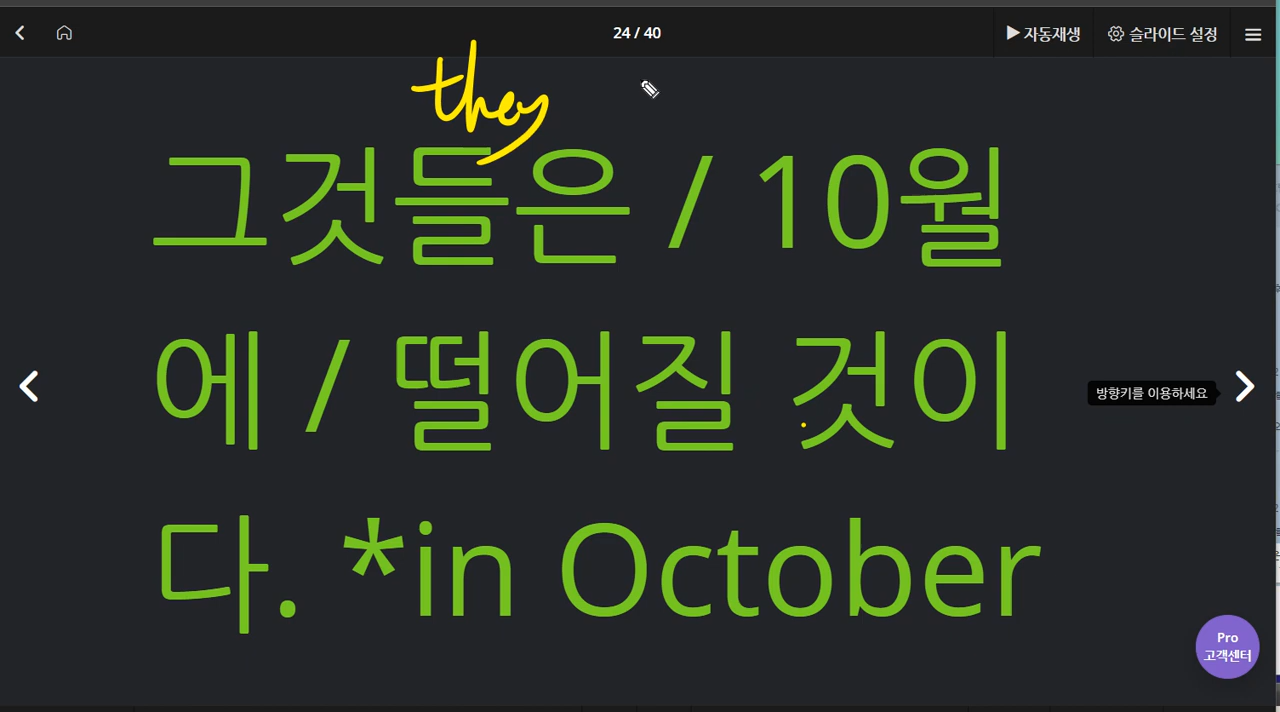 24 / 40
▶자동재생
슬라이드 설정
they
그것들은 / 10월
에 / 떨어질 것이
방향키를 이용하세요
다. *in October
Pro
고객센터